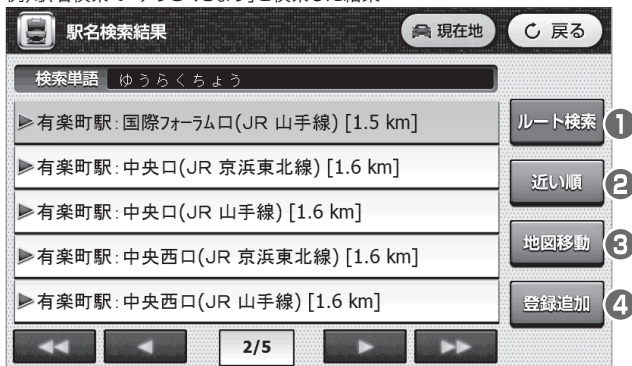 駅名検索結果
現在地
戻る
検索単語 ゆうらくちょう
有楽町駅:国際フォーラム口(JR 山手線) [1.5 km]
有楽町駅:中央口(JR 京浜東北線) [1.6 km]
有楽町駅:中央口(JR 山手線) [1.6 km]
有楽町駅:中央西口(JR 京浜東北線) [1.6 km]
有楽町駅:中央西口(JR 山手線) [1.6 km]
ルート検索 ❶
近い順 ❷
地図移動 ❸
登録追加 ❹
2/5